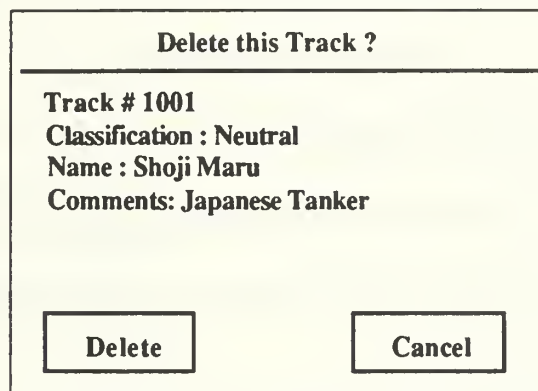 Delete this Track ?
Track # 1001
Classification : Neutral
Name : Shoji Maru
Comments: Japanese Tanker
Delete
Cancel